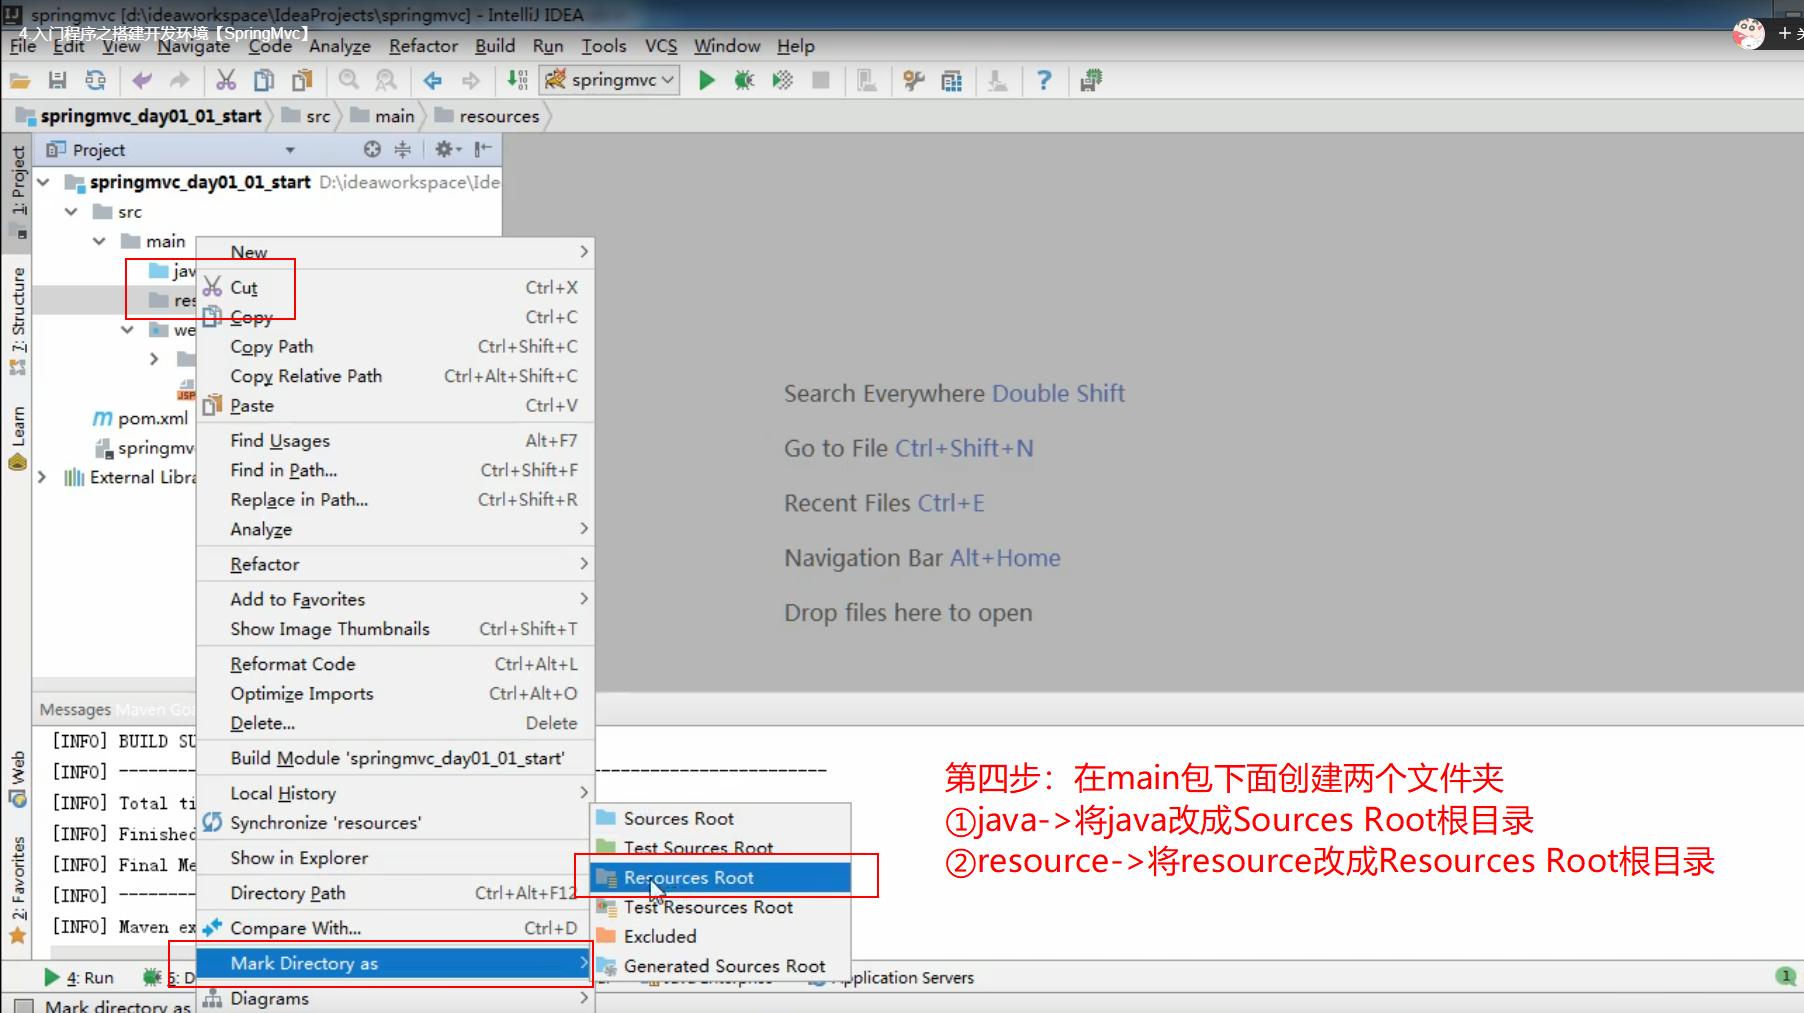 springmvc [d:\ideaworkspace\IdeaProjects\springmvc] - IntelliJ IDEA
4.入门程序之搭建开发环境【SpringMvc】
File Edit View Navigate Code Analyze Refactor Build Run Tools VCS Window Help
springmvc
springmvc_day01_01_start src main resources
1: Project
Project
springmvc_day01_01_start D:\ideaworkspace\Ide
src
main
jav
res
we
JSP
pom.xml
springmv
External Libra
7: Structure
Learn
Web
2: Favorites
New
Cut Ctrl+X
Copy Ctrl+C
Copy Path Ctrl+Shift+C
Copy Relative Path Ctrl+Alt+Shift+C
Paste Ctrl+V
Find Usages Alt+F7
Find in Path... Ctrl+Shift+F
Replace in Path... Ctrl+Shift+R
Analyze
Refactor
Add to Favorites
Show Image Thumbnails Ctrl+Shift+T
Reformat Code Ctrl+Alt+L
Optimize Imports Ctrl+Alt+O
Delete... Delete
Build Module 'springmvc_day01_01_start'
Local History
Synchronize 'resources'
Show in Explorer
Directory Path Ctrl+Alt+F12
Compare With... Ctrl+D
Mark Directory as
Diagrams
Sources Root
Test Sources Root
Resources Root
Test Resources Root
Excluded
Generated Sources Root
Search Everywhere Double Shift
Go to File Ctrl+Shift+N
Recent Files Ctrl+E
Navigation Bar Alt+Home
Drop files here to open
Messages Maven Goa
[INFO] BUILD SU
[INFO] ------------------------------------------------------------------------
[INFO] Total ti
[INFO] Finished
[INFO] Final Me
[INFO] ----------
[INFO] Maven ex
第四步：在main包下面创建两个文件夹
①java->将java改成Sources Root根目录
②resource->将resource改成Resources Root根目录
4: Run 5: D Application Servers 1
Mark directory as